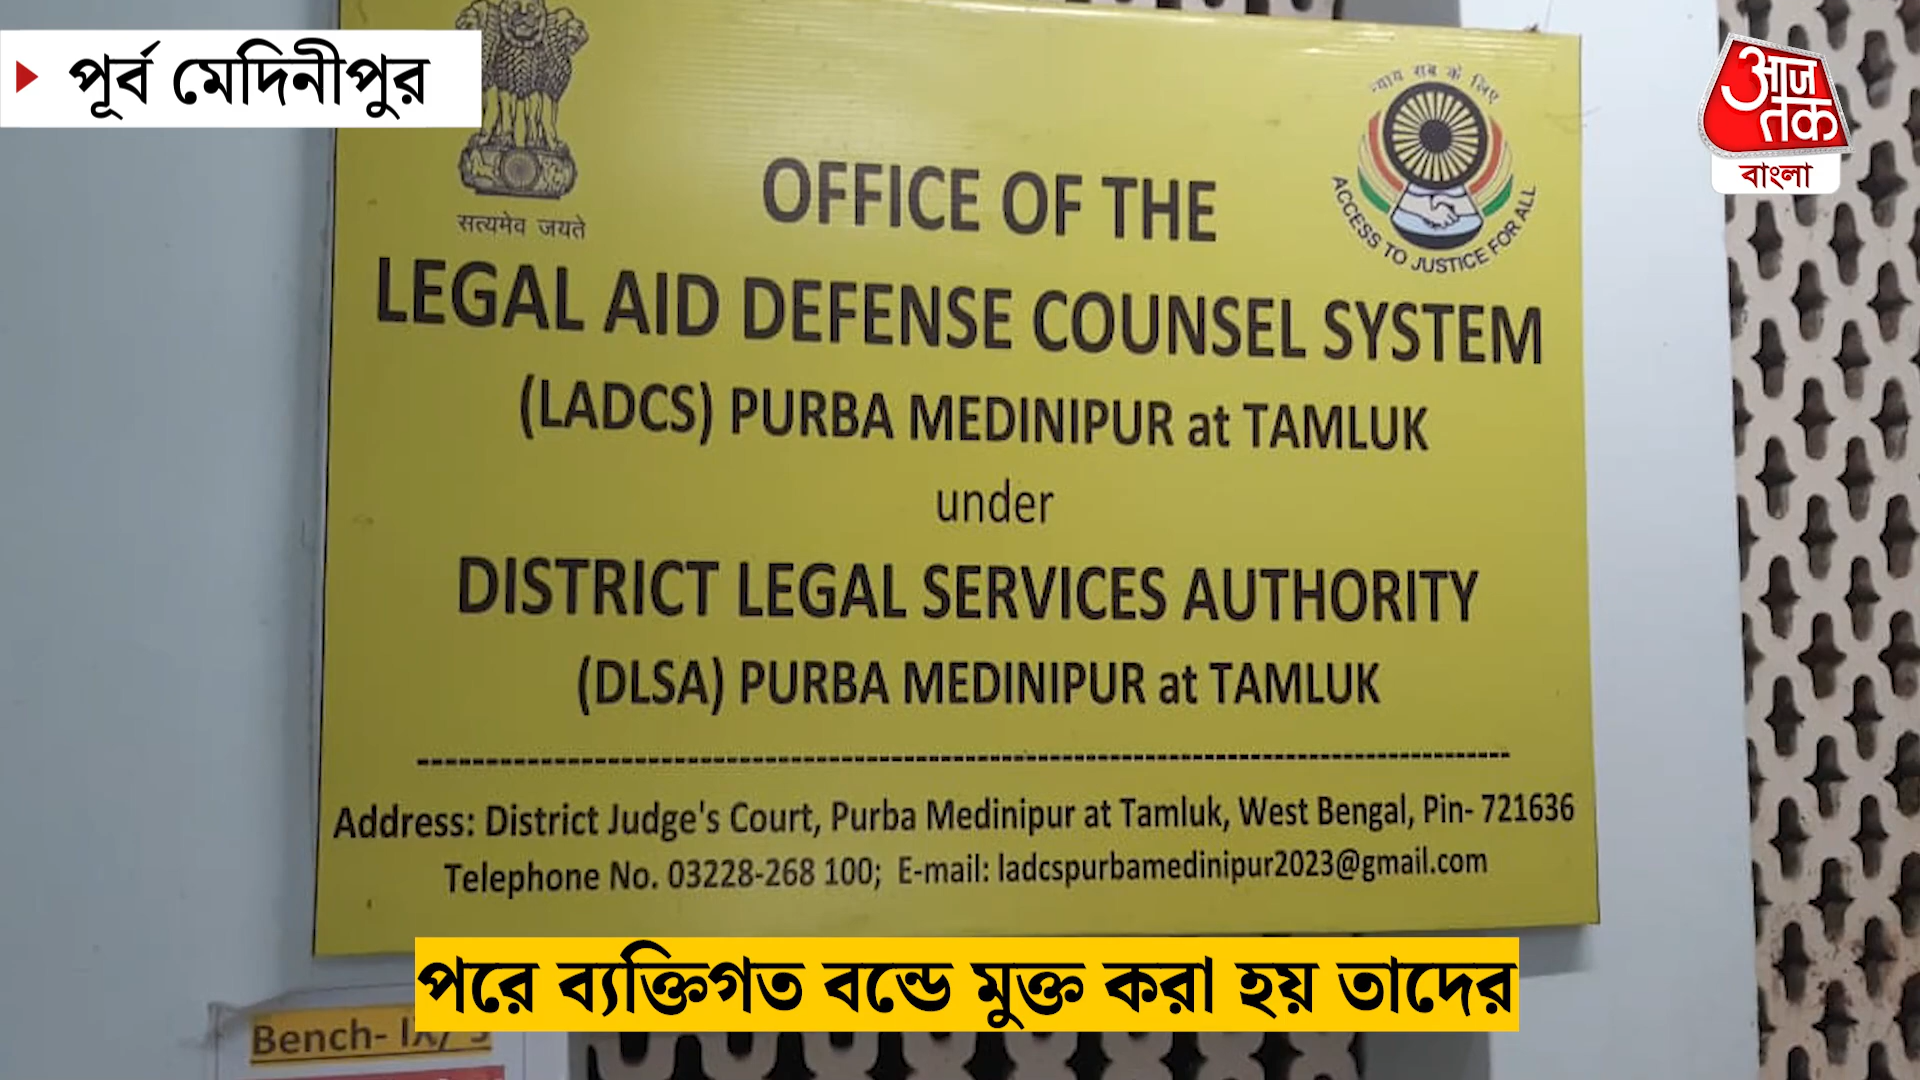 পূর্ব মেদিনীপুর
आज
तक
বাংলা
सत्यमेव जयते
न्याय सब के लिए
ACCESS TO JUSTICE FOR ALL
OFFICE OF THE
LEGAL AID DEFENSE COUNSEL SYSTEM
(LADCS) PURBA MEDINIPUR at TAMLUK
under
DISTRICT LEGAL SERVICES AUTHORITY
(DLSA) PURBA MEDINIPUR at TAMLUK
Address: District Judge's Court, Purba Medinipur at Tamluk, West Bengal, Pin- 721636
Telephone No. 03228-268 100; E-mail: ladcspurbamedinipur2023@gmail.com
পরে ব্যক্তিগত বন্ডে মুক্ত করা হয় তাদের
Bench-